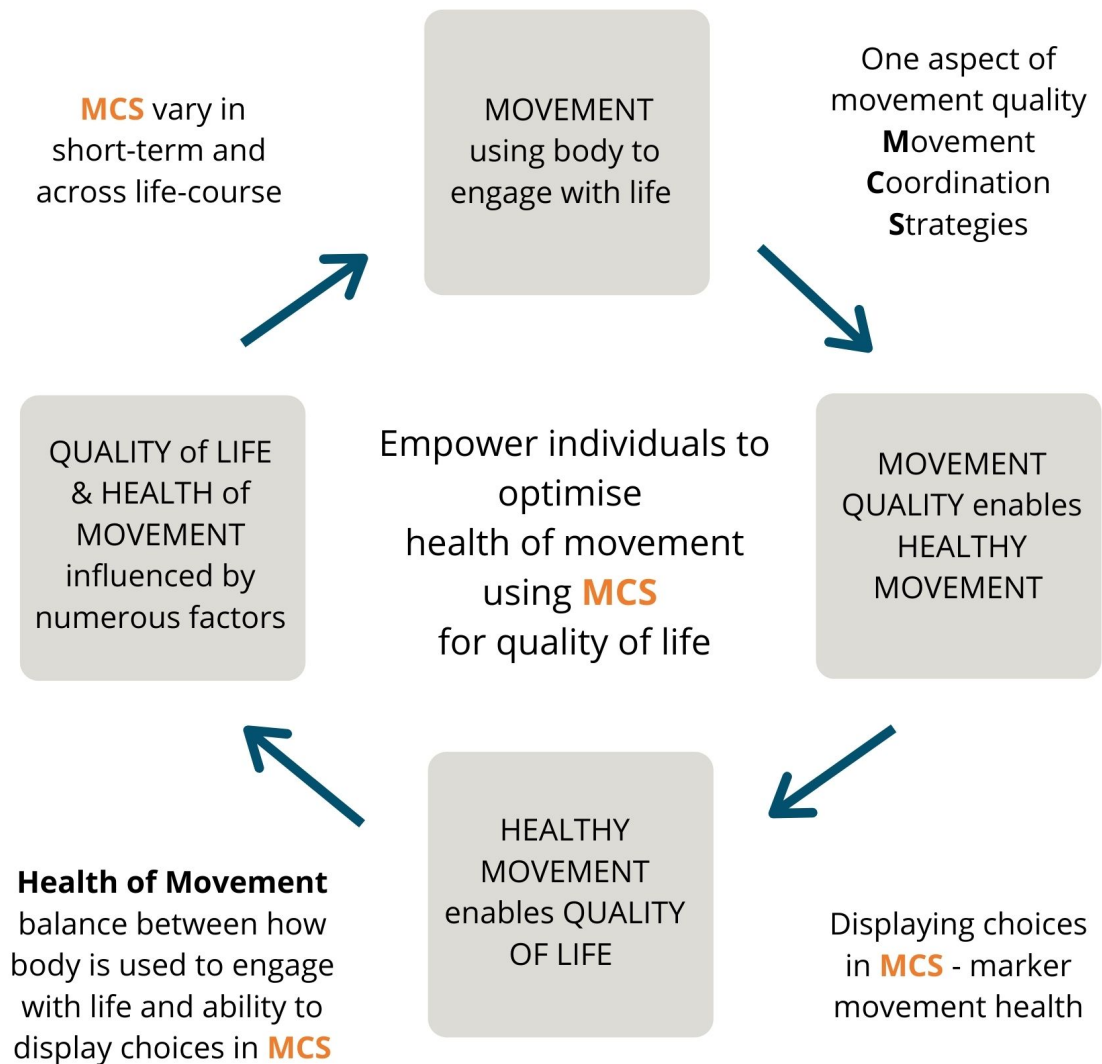 MCS vary in
short-term and
across life-course
MOVEMENT
using body to
engage with life
One aspect of
movement quality
Movement
Coordination
Strategies
QUALITY of LIFE
& HEALTH of
MOVEMENT
influenced by
numerous factors
Empower individuals to
optimise
health of movement
using MCS
for quality of life
MOVEMENT
QUALITY enables
HEALTHY
MOVEMENT
Health of Movement
balance between how
body is used to engage
with life and ability to
display choices in MCS
HEALTHY
MOVEMENT
enables QUALITY
OF LIFE
Displaying choices
in MCS - marker
movement health